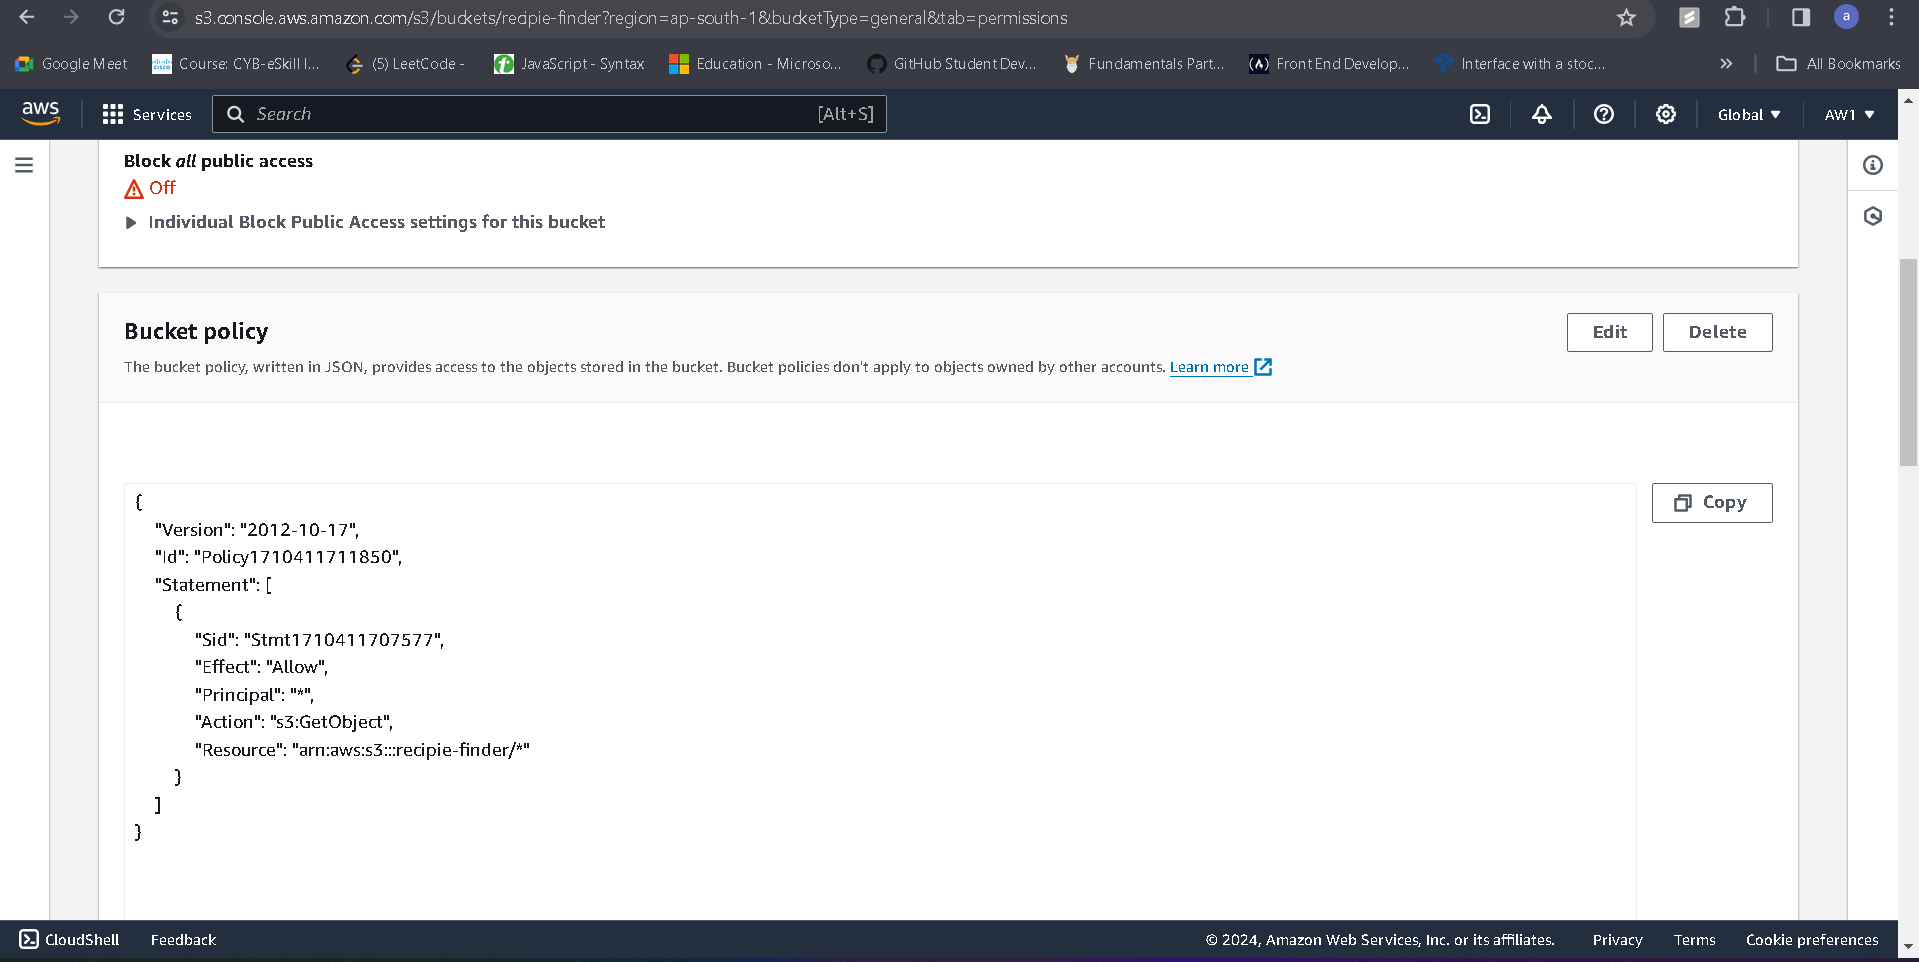 s3.console.aws.amazon.com/s3/buckets/recipie-finder?region=ap-south-1&bucketType=general&tab=permissions
a
Google Meet
Course: CYB-eSkill I...
(5) LeetCode -
JavaScript - Syntax
Education - Microso...
GitHub Student Dev...
Fundamentals Part...
Front End Develop...
Interface with a stoc...
All Bookmarks
aws
Services
Search
[Alt+S]
Global
AW1
Block all public access
Off
Individual Block Public Access settings for this bucket
Bucket policy
Edit
Delete
The bucket policy, written in JSON, provides access to the objects stored in the bucket. Bucket policies don't apply to objects owned by other accounts. Learn more
Copy
{
"Version": "2012-10-17",
"Id": "Policy1710411711850",
"Statement": [
{
"Sid": "Stmt1710411707577",
"Effect": "Allow",
"Principal": "*",
"Action": "s3:GetObject",
"Resource": "arn:aws:s3:::recipie-finder/*"
}
]
}
CloudShell
Feedback
© 2024, Amazon Web Services, Inc. or its affiliates.
Privacy
Terms
Cookie preferences